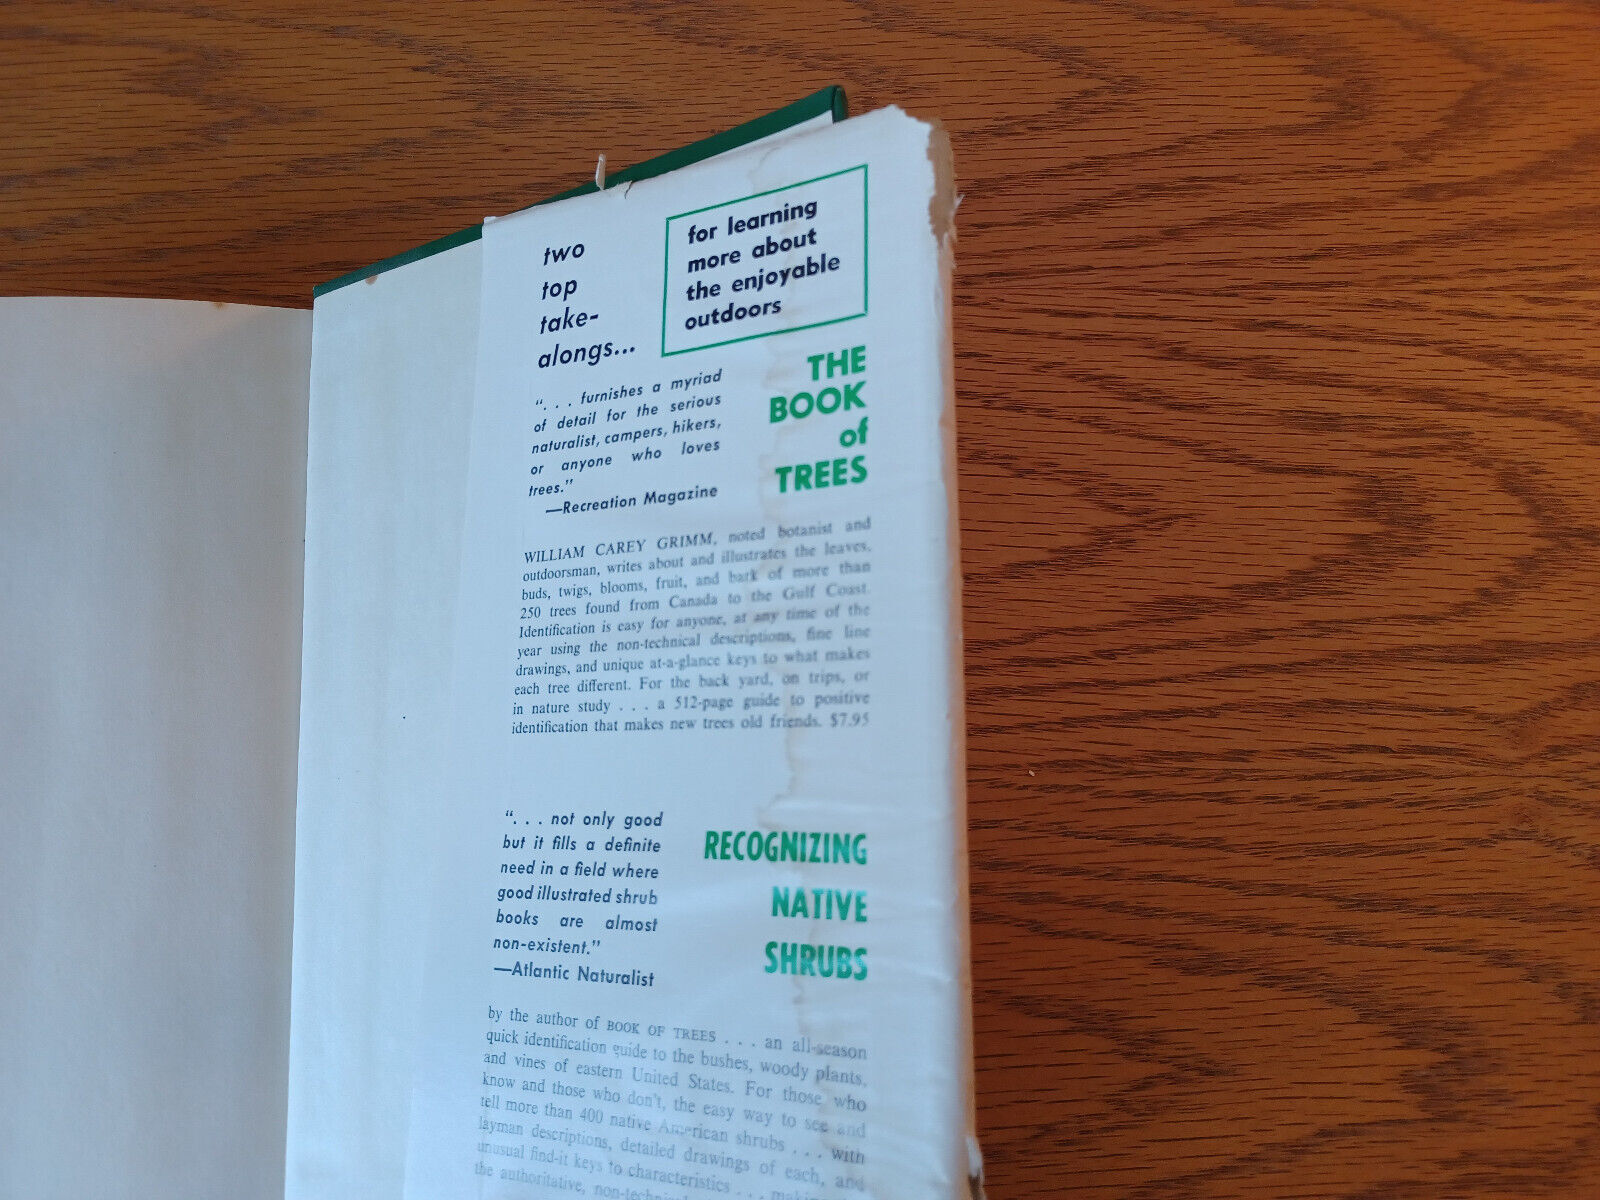 two
top
take-
alongs...
for learning
more about
the enjoyable
outdoors
". . . furnishes a myriad
of detail for the serious
naturalist, campers, hikers,
or anyone who loves
trees."
—Recreation Magazine
THE
BOOK
of
TREES
WILLIAM CAREY GRIMM, noted botanist and
outdoorsman, writes about and illustrates the leaves,
buds, twigs, blooms, fruit, and bark of more than
250 trees found from Canada to the Gulf Coast.
Identification is easy for anyone, at any time of the
year using the non-technical descriptions, fine line
drawings, and unique at-a-glance keys to what makes
each tree different. For the back yard, on trips, or
in nature study . . . a 512-page guide to positive
identification that makes new trees old friends. $7.95
". . . not only good
but it fills a definite
need in a field where
good illustrated shrub
books are almost
non-existent."
—Atlantic Naturalist
RECOGNIZING
NATIVE
SHRUBS
by the author of BOOK OF TREES . . . an all-season
quick identification guide to the bushes, woody plants,
and vines of eastern United States. For those who
know and those who don't, the easy way to see and
tell more than 400 native American shrubs . . . with
layman descriptions, detailed drawings of each, and
unusual find-it keys to characteristics . . .
the authoritative,